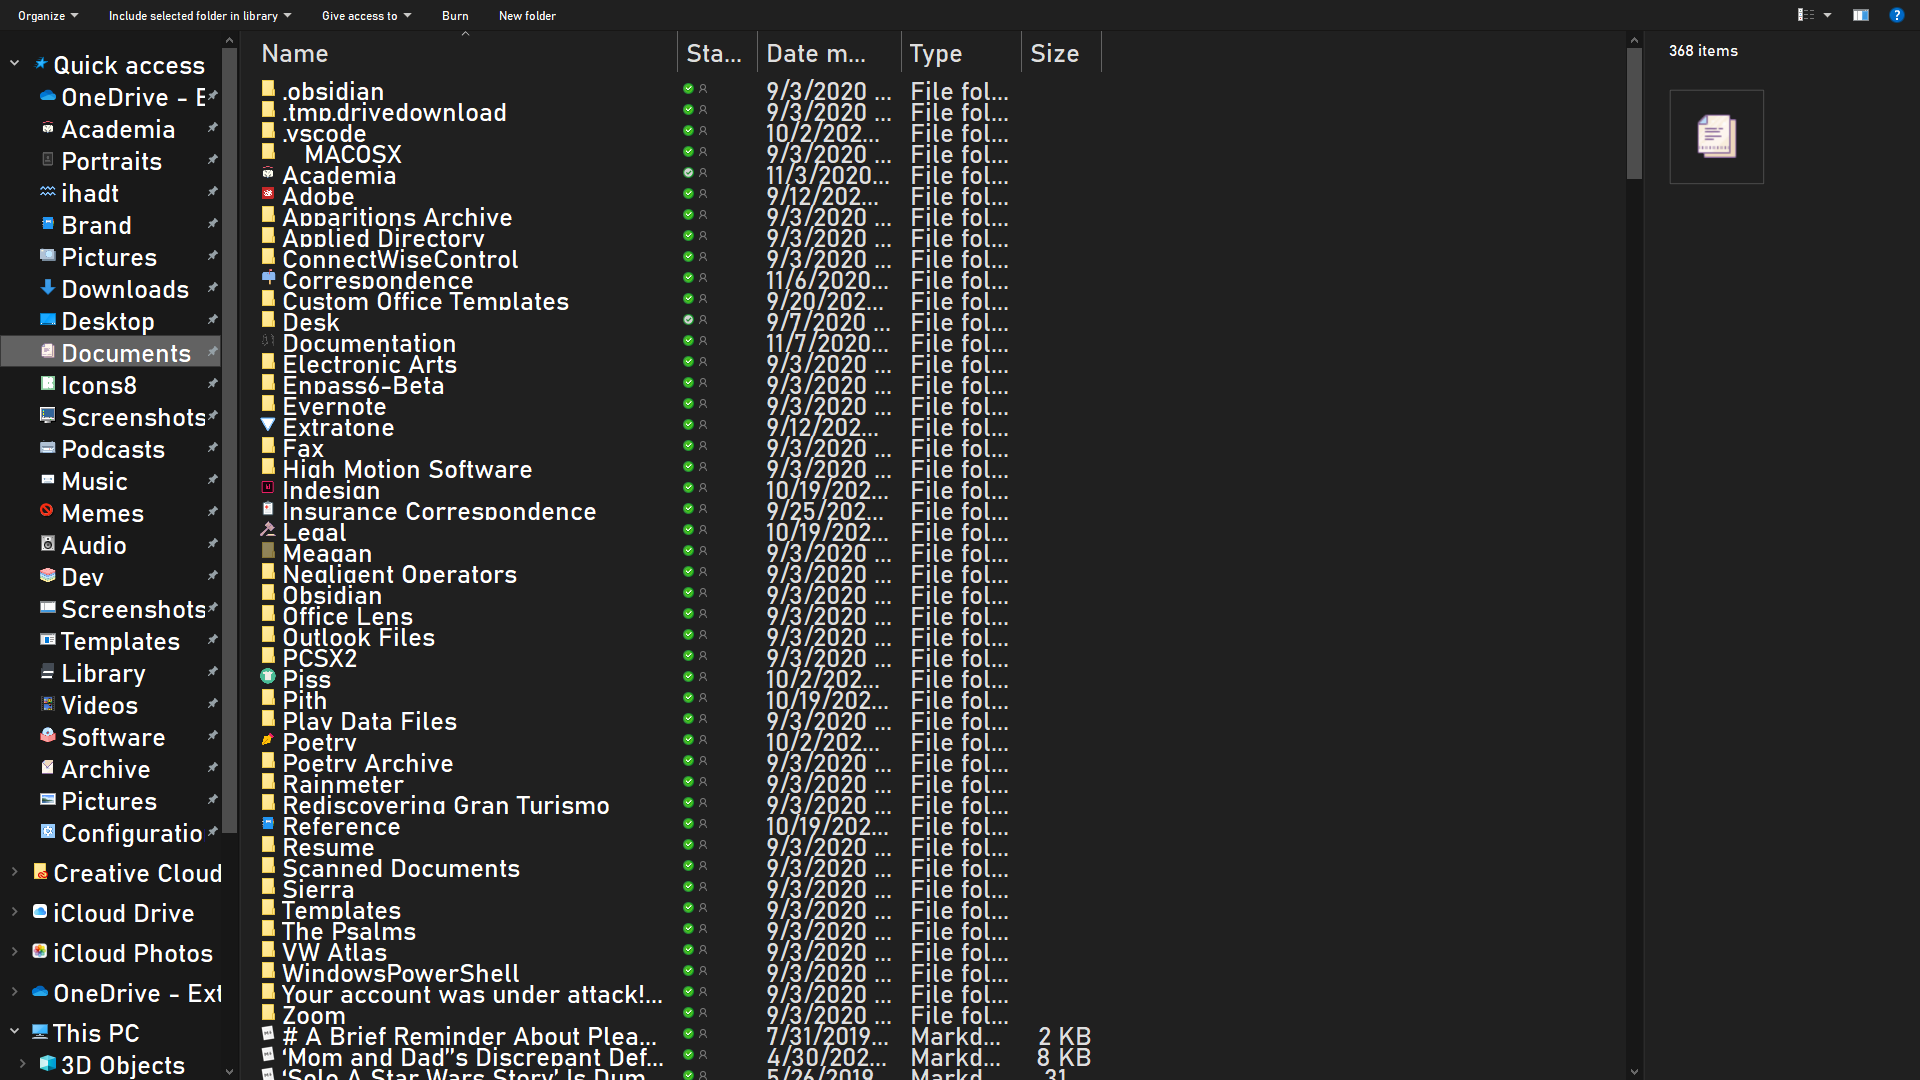 Organize Include selected folder in library Give access to Burn New folder
Quick access
OneDrive - E
Academia
Portraits
ihadt
Brand
Pictures
Downloads
Desktop
Documents
Icons8
Screenshots
Podcasts
Music
Memes
Audio
Dev
Screenshots
Templates
Library
Videos
Software
Archive
Pictures
Configuratio
Creative Cloud
iCloud Drive
iCloud Photos
OneDrive - Ext
This PC
3D Objects
Name Sta... Date m... Type Size
.obsidian 9/3/2020 ... File fol...
.tmp.drivedownload 9/3/2020 ... File fol...
.vscode 10/2/202... File fol...
MACOSX 9/3/2020 ... File fol...
Academia 11/3/2020... File fol...
Adobe 9/12/202... File fol...
Apparitions Archive 9/3/2020 ... File fol...
Applied Directory 9/3/2020 ... File fol...
ConnectWiseControl 9/3/2020 ... File fol...
Correspondence 11/6/2020... File fol...
Custom Office Templates 9/20/202... File fol...
Desk 9/7/2020 ... File fol...
Documentation 11/7/2020... File fol...
Electronic Arts 9/3/2020 ... File fol...
Enpass6-Beta 9/3/2020 ... File fol...
Evernote 9/3/2020 ... File fol...
Extratone 9/12/202... File fol...
Fax 9/3/2020 ... File fol...
High Motion Software 9/3/2020 ... File fol...
Indesign 10/19/202... File fol...
Insurance Correspondence 9/25/202... File fol...
Legal 10/19/202... File fol...
Meagan 9/3/2020 ... File fol...
Negligent Operators 9/3/2020 ... File fol...
Obsidian 9/3/2020 ... File fol...
Office Lens 9/3/2020 ... File fol...
Outlook Files 9/3/2020 ... File fol...
PCSX2 9/3/2020 ... File fol...
Piss 10/2/202... File fol...
Pith 10/19/202... File fol...
Play Data Files 9/3/2020 ... File fol...
Poetry 10/2/202... File fol...
Poetry Archive 9/3/2020 ... File fol...
Rainmeter 9/3/2020 ... File fol...
Rediscovering Gran Turismo 9/3/2020 ... File fol...
Reference 10/19/202... File fol...
Resume 9/3/2020 ... File fol...
Scanned Documents 9/3/2020 ... File fol...
Sierra 9/3/2020 ... File fol...
Templates 9/3/2020 ... File fol...
The Psalms 9/3/2020 ... File fol...
VW Atlas 9/3/2020 ... File fol...
WindowsPowerShell 9/3/2020 ... File fol...
Your account was under attack!... 9/3/2020 ... File fol...
Zoom 9/3/2020 ... File fol...
# A Brief Reminder About Plea... 7/31/2019... Markd... 2 KB
‘Mom and Dad”s Discrepant Def... 4/30/202... Markd... 8 KB
‘Solo A Star Wars Story’ Is Dum... 5/26/2019 Markd... 31
368 items